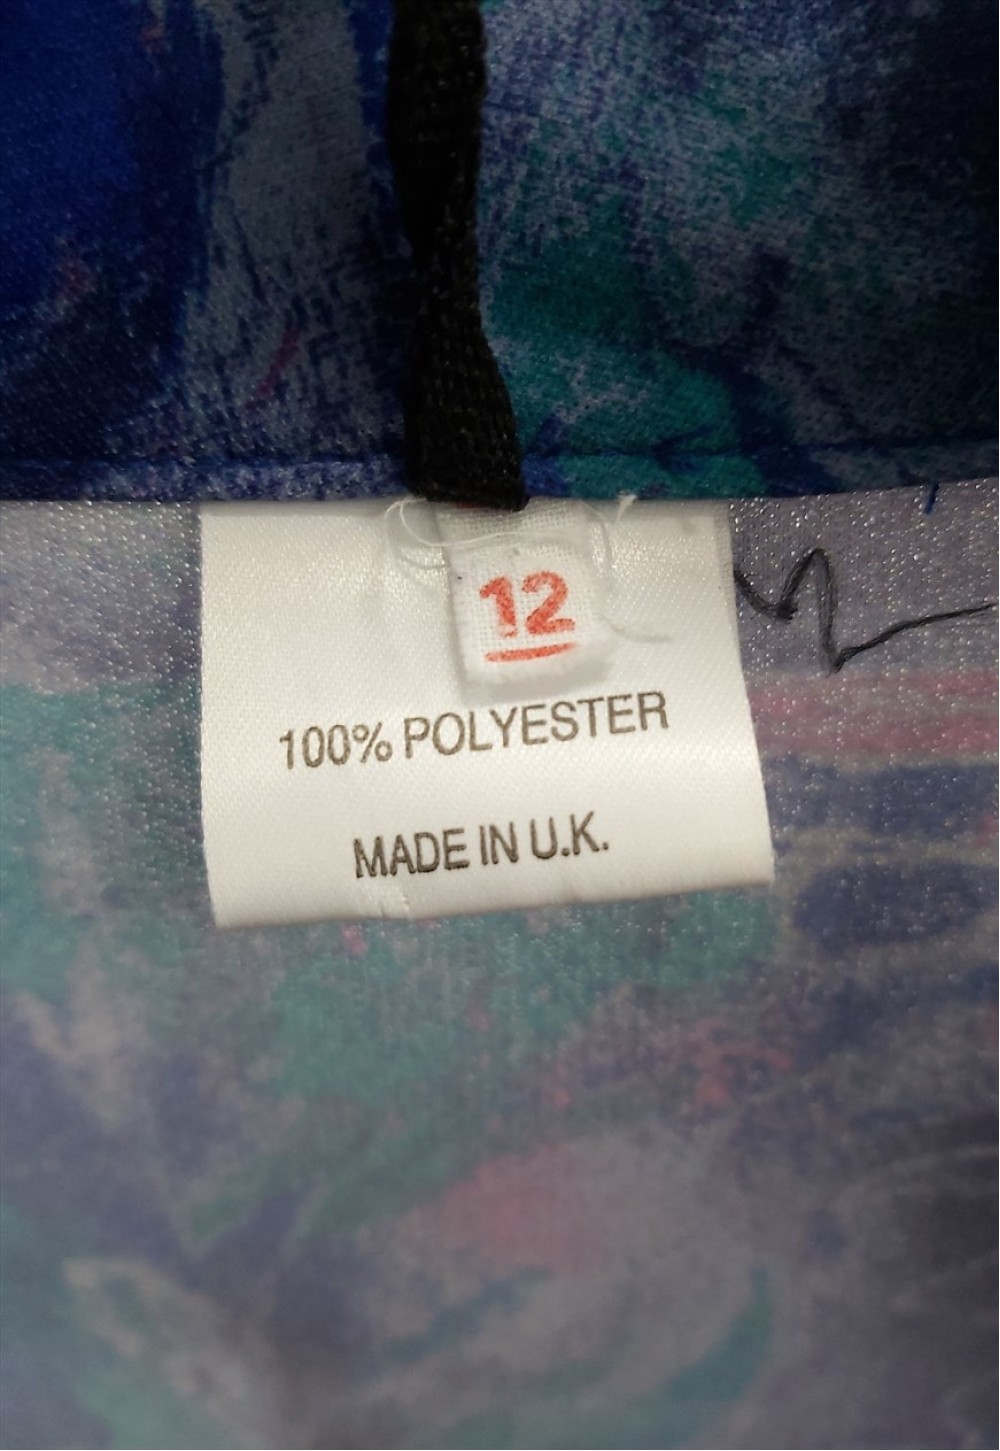 12
100% POLYESTER
MADE IN U.K.